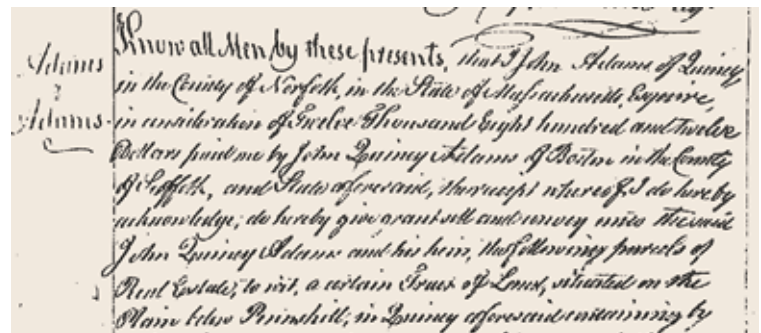 Know all Men by these presents, that I John Adams of Quincy
Adams
in the County of Norfolk, in the State of Massachusetts, Esquire,
y
Adams
in consideration of Twelve Thousand Eight hundred and twelve
Dollars paid me by John Quincy Adams of Boston in the County
of Suffolk, and State aforesaid, the receipt whereof I do hereby
acknowledge, do hereby give, grant sell and convey unto the said
John Quincy Adams and his heirs, the following parcels of
Real Estate, to wit, a certain Tract of Land, situated on the
Plain below Pennshill, in Quincy aforesaid containing by